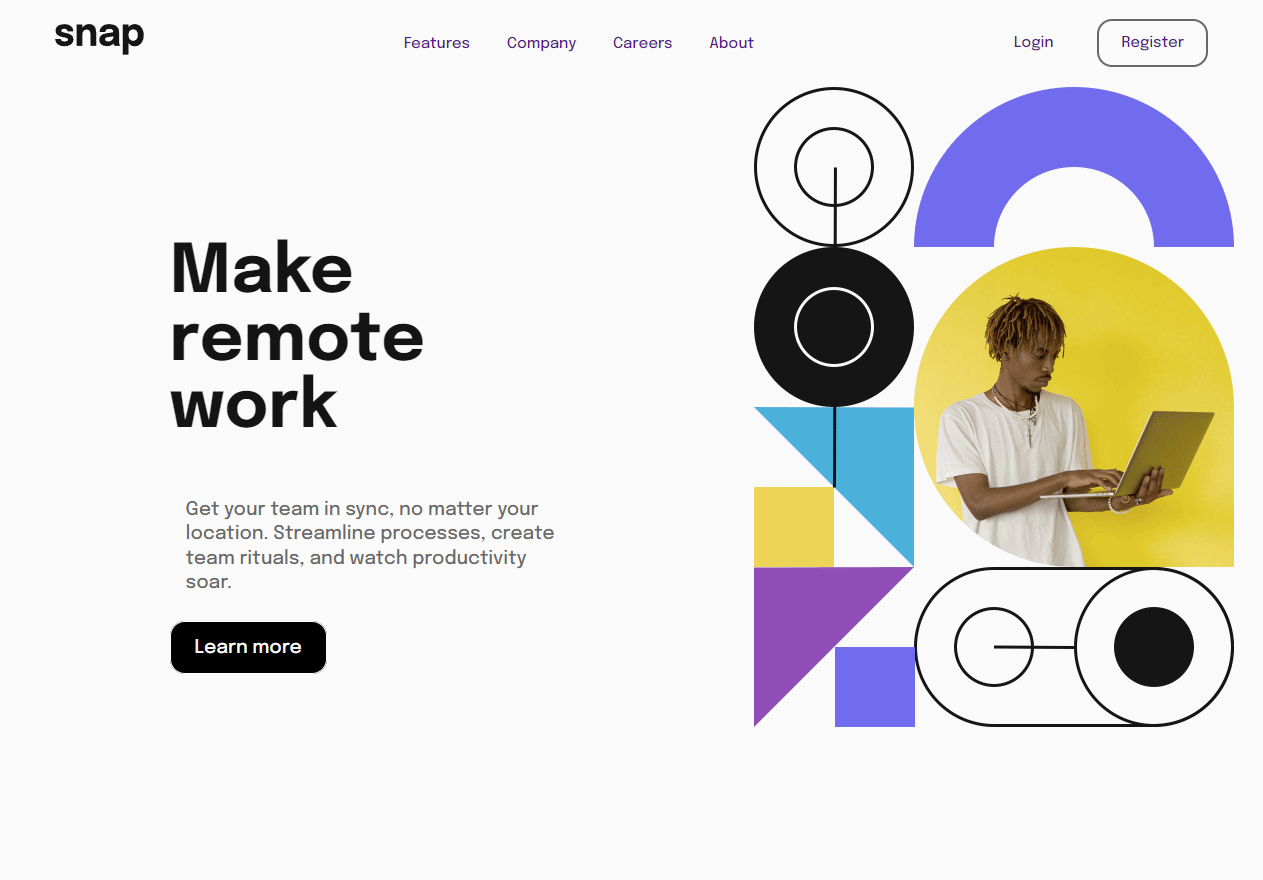 snap
Features
Company
Careers
About
Login
Register
Make
remote
work
Get your team in sync, no matter your
location. Streamline processes, create
team rituals, and watch productivity
soar.
Learn more